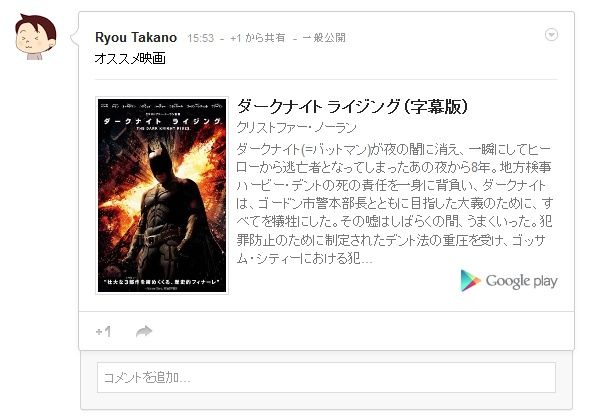 Ryou Takano 15:53 - +1 から共有 - 一般公開
オススメ映画
ダークナイト ライジング
THE DARK KNIGHT RISES
"壮大な3部作を締めくくる、歴史的フィナーレ"
ダークナイト ライジング (字幕版)
クリストファー・ノーラン
ダークナイト(=バットマン)が夜の闇に消え、一瞬にしてヒー
ローから逃亡者となってしまったあの夜から8年。地方検事
ハービー・デントの死の責任を一身に背負い、ダークナイト
は、ゴードン市警本部長とともに目指した大義のために、す
べてを犠牲にした。その嘘はしばらくの間、うまくいった。犯
罪防止のために制定されたデント法の重圧を受け、ゴッサ
ム・シティーにおける犯...
Google play
+1
コメントを追加...